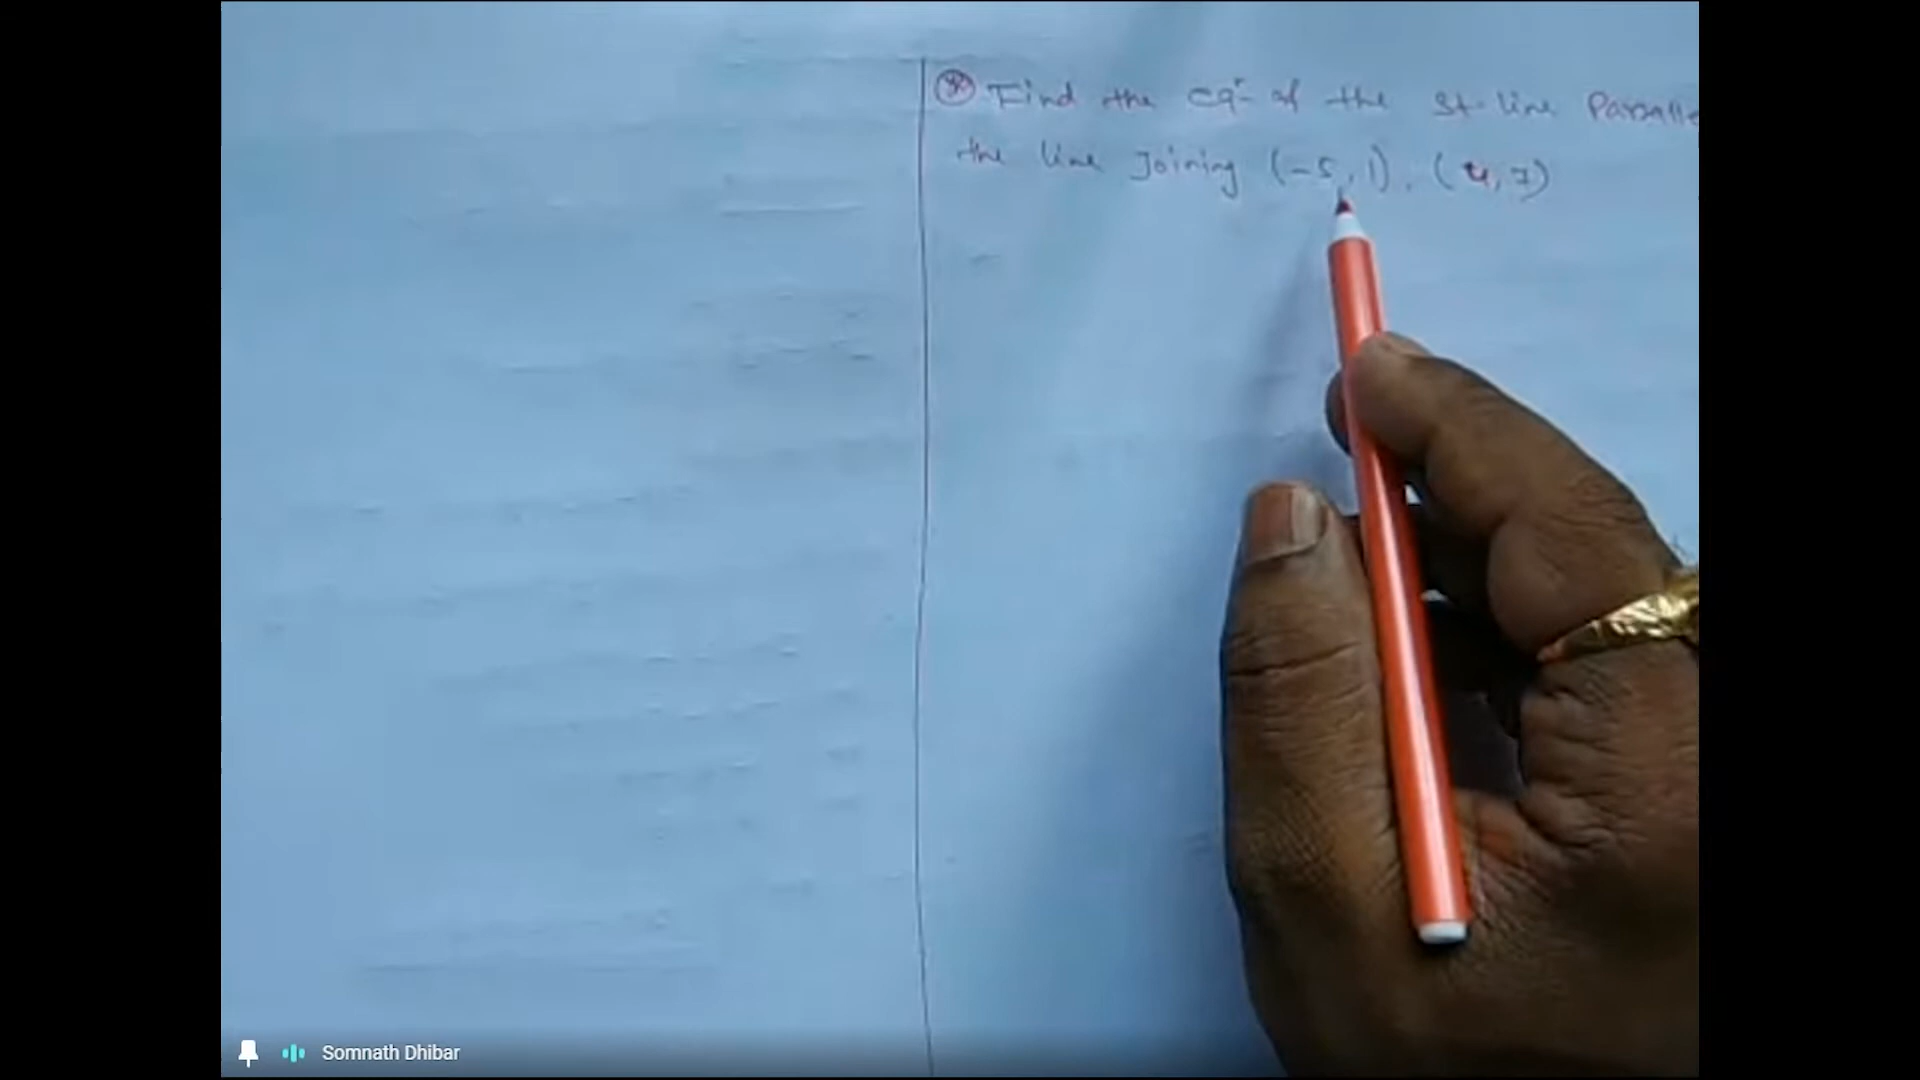 Find the eqn of the St. line Paralle
the line Joining (-5, 1), (4, 7)
Somnath Dhibar